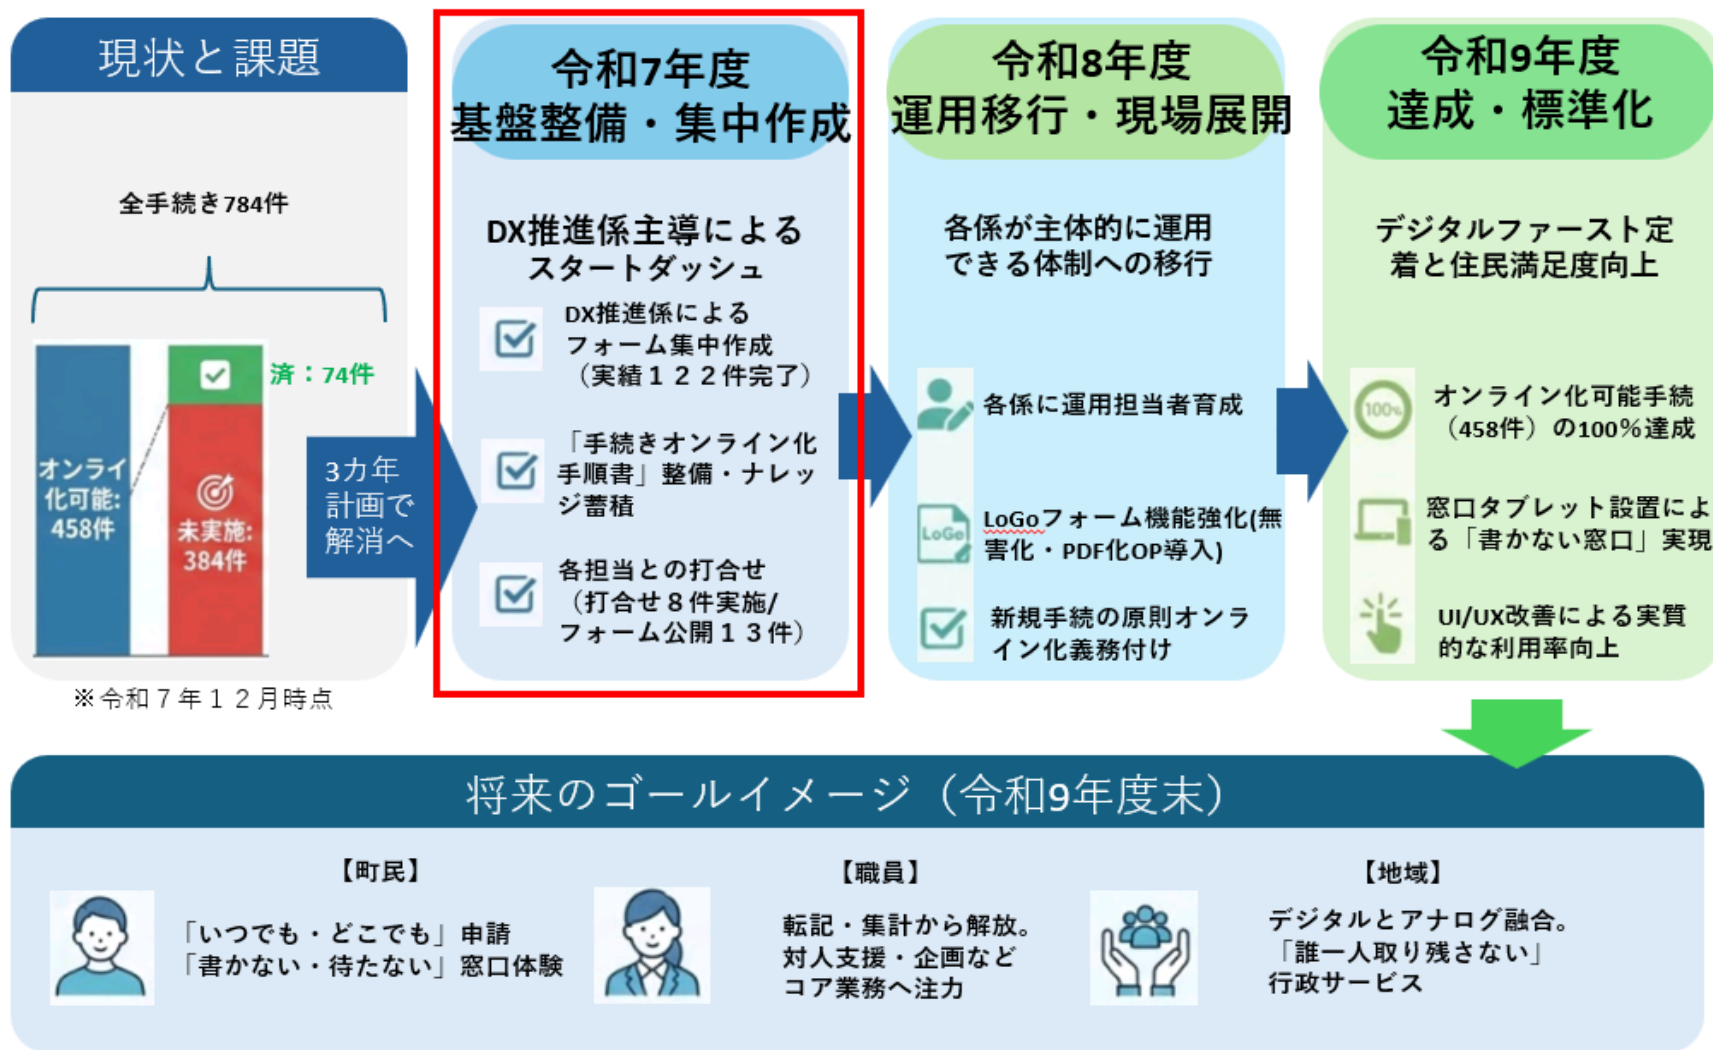 現状と課題
全手続き784件
済：74件
オンライ
化可能:
458件
未実施:
384件
※令和７年１２月時点
3カ年
計画で
解消へ
令和7年度
基盤整備・集中作成
DX推進係主導による
スタートダッシュ
DX推進係による
フォーム集中作成
（実績１２２件完了）
「手続きオンライン化
手順書」整備・ナレッ
ジ蓄積
各担当との打合せ
（打合せ８件実施/
フォーム公開１３件）
令和8年度
運用移行・現場展開
各係が主体的に運用
できる体制への移行
各係に運用担当者育成
LoGo
LoGoフォーム機能強化(無
害化・PDF化OP導入)
新規手続の原則オンラ
イン化義務付け
令和9年度
達成・標準化
デジタルファースト定
着と住民満足度向上
100%
オンライン化可能手続
（458件）の100%達成
窓口タブレット設置によ
る「書かない窓口」実現
UI/UX改善による実質
的な利用率向上
将来のゴールイメージ（令和9年度末）
【町民】
「いつでも・どこでも」申請
「書かない・待たない」窓口体験
【職員】
転記・集計から解放。
対人支援・企画など
コア業務へ注力
【地域】
デジタルとアナログ融合。
「誰一人取り残さない」
行政サービス